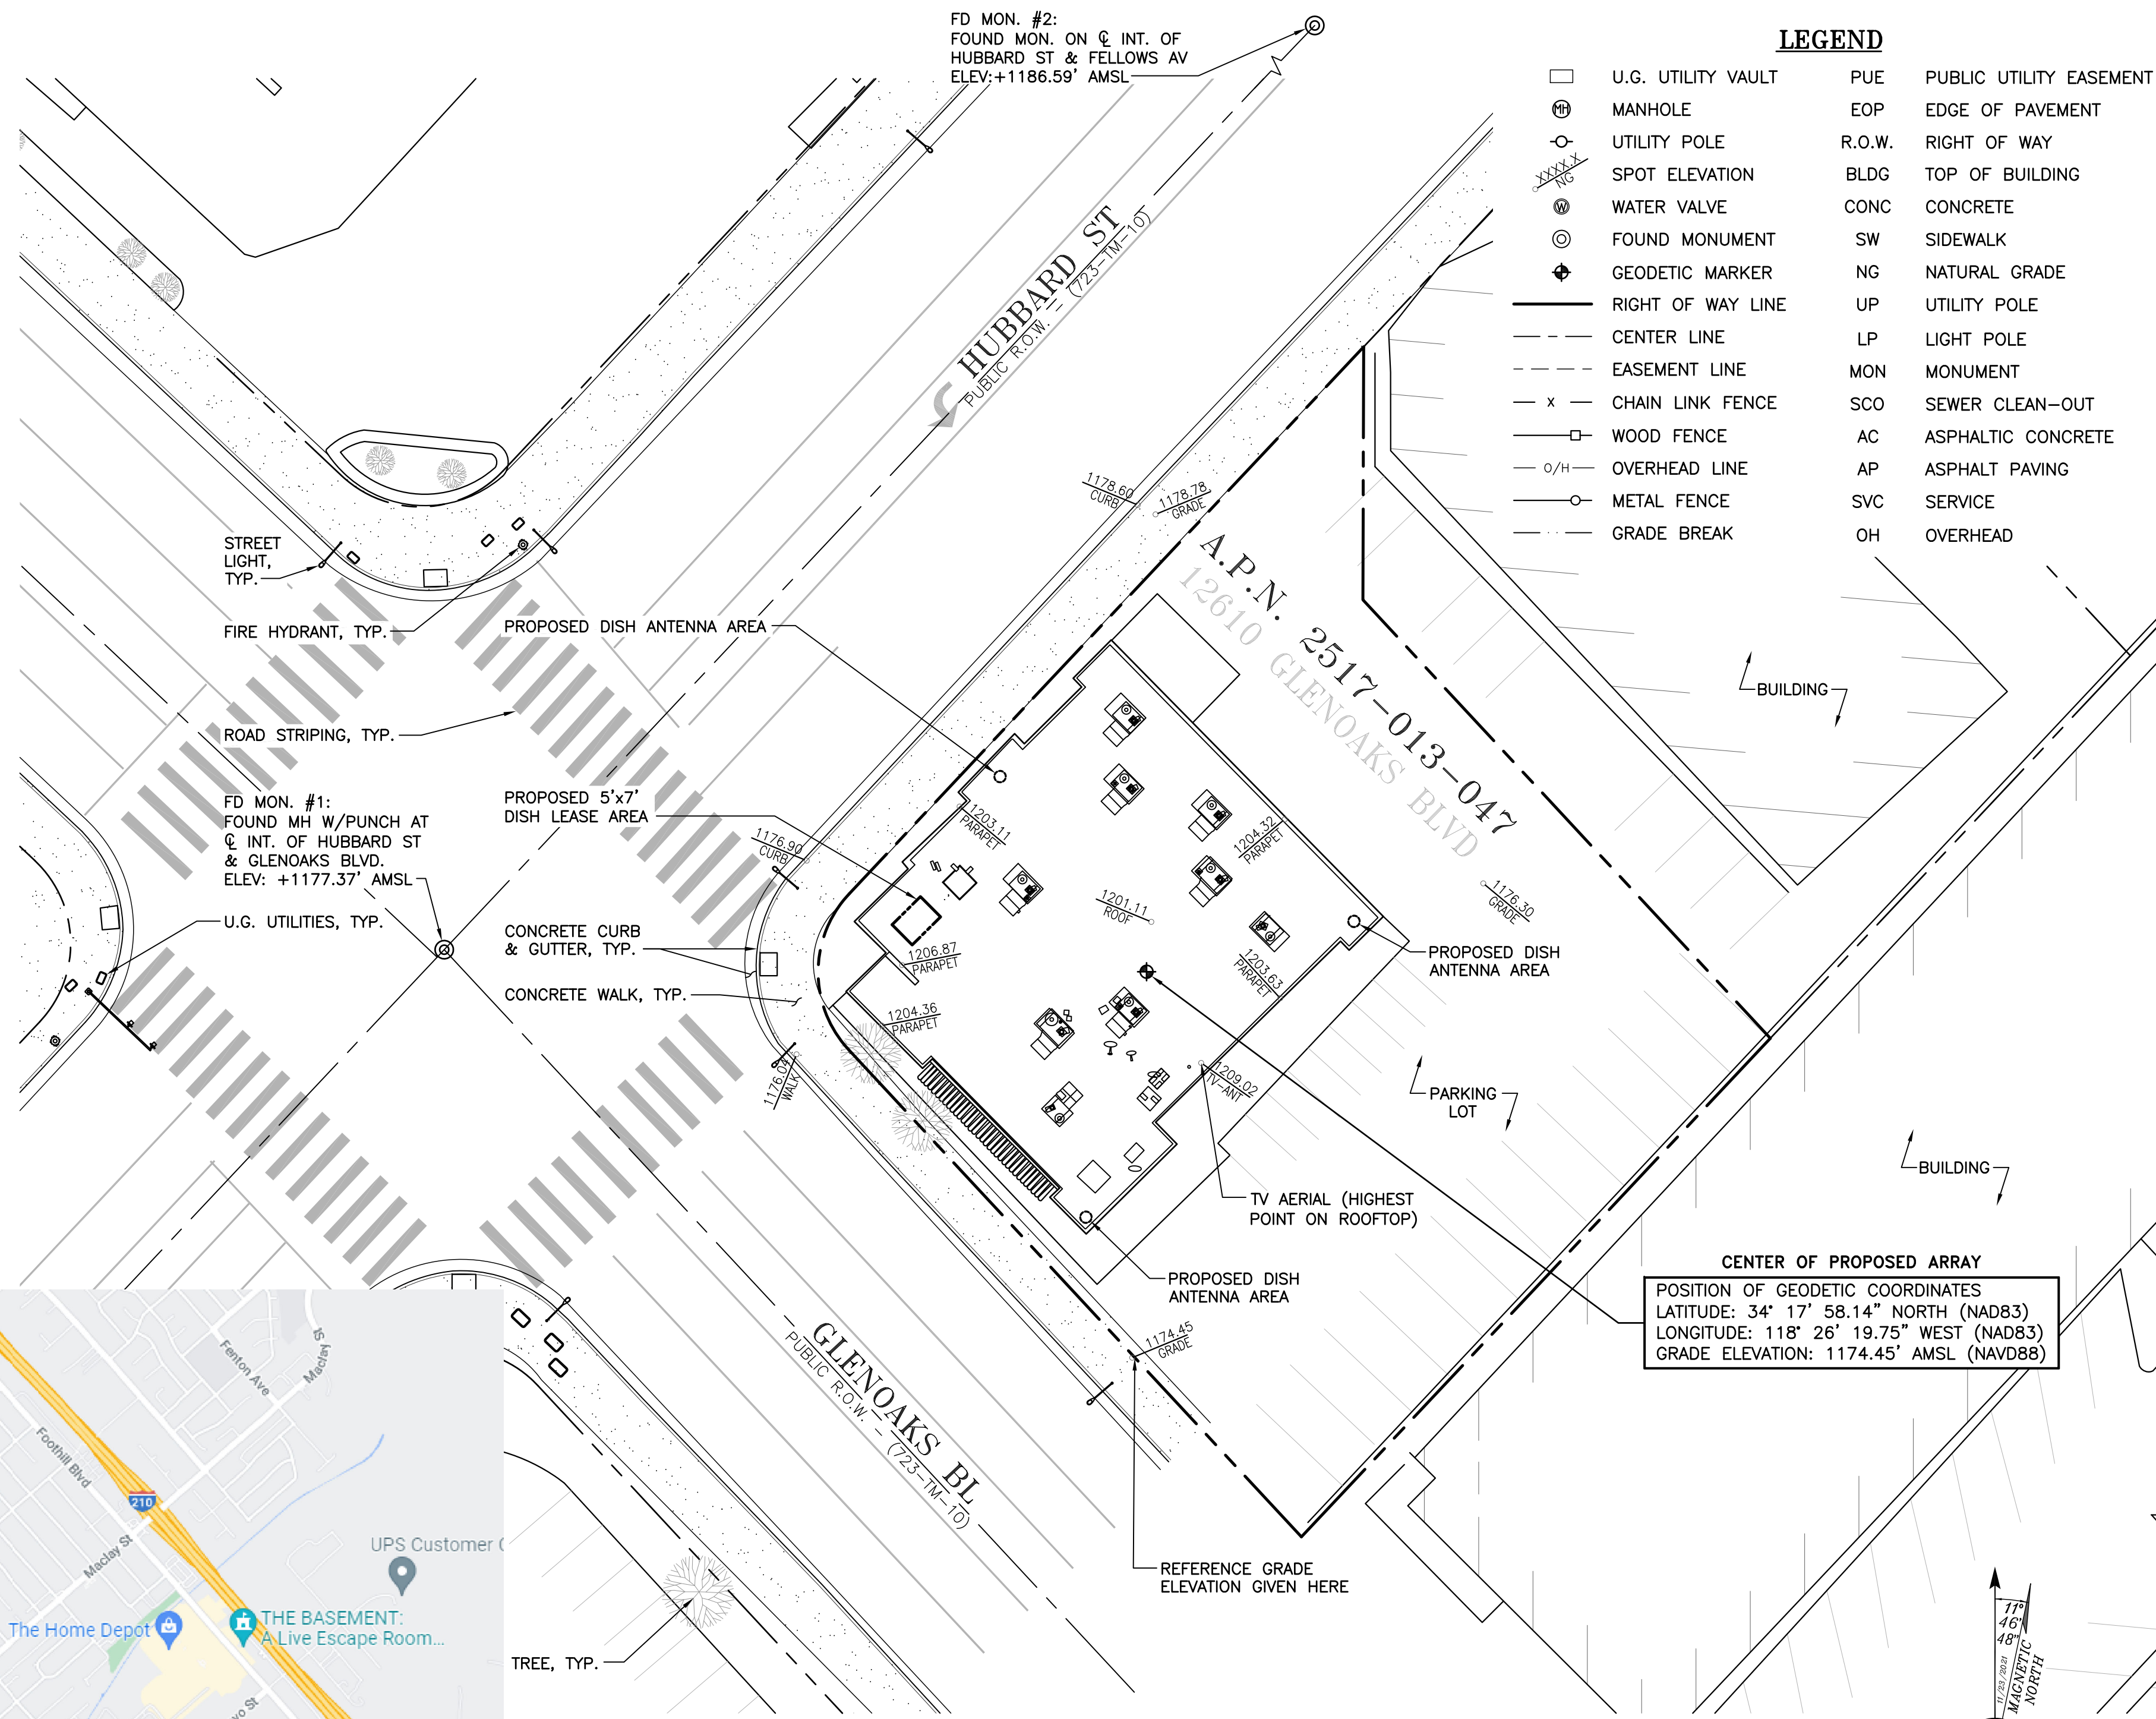 FD MON. #2:
FOUND MON. ON ℄ INT. OF
HUBBARD ST & FELLOWS AV
ELEV:+1186.59' AMSL
LEGEND
U.G. UTILITY VAULT
PUE PUBLIC UTILITY EASEMENT
MH MANHOLE
EOP EDGE OF PAVEMENT
UTILITY POLE
R.O.W. RIGHT OF WAY
XXXX.X
NG
SPOT ELEVATION
BLDG TOP OF BUILDING
W WATER VALVE
CONC CONCRETE
FOUND MONUMENT
SW SIDEWALK
GEODETIC MARKER
NG NATURAL GRADE
RIGHT OF WAY LINE
UP UTILITY POLE
CENTER LINE
LP LIGHT POLE
EASEMENT LINE
MON MONUMENT
X CHAIN LINK FENCE
SCO SEWER CLEAN-OUT
WOOD FENCE
AC ASPHALTIC CONCRETE
O/H OVERHEAD LINE
AP ASPHALT PAVING
METAL FENCE
SVC SERVICE
GRADE BREAK
OH OVERHEAD
HUBBARD ST
PUBLIC R.O.W. – (723-TM-10)
1178.60
CURB
1178.78
GRADE
A.P.N. 2517-013-047
12610 GLENOAKS BLVD
STREET
LIGHT,
TYP.
FIRE HYDRANT, TYP.
PROPOSED DISH ANTENNA AREA
ROAD STRIPING, TYP.
BUILDING
FD MON. #1:
FOUND MH W/PUNCH AT
℄ INT. OF HUBBARD ST
& GLENOAKS BLVD.
ELEV: +1177.37' AMSL
PROPOSED 5'x7'
DISH LEASE AREA
1176.90
CURB
1203.11
PARAPET
1204.32
PARAPET
1201.11
ROOF
1176.30
GRADE
U.G. UTILITIES, TYP.
CONCRETE CURB
& GUTTER, TYP.
1206.87
PARAPET
1203.63
PARAPET
PROPOSED DISH
ANTENNA AREA
CONCRETE WALK, TYP.
1204.36
PARAPET
1176.04
WALK
1209.02
TV-ANT
PARKING
LOT
BUILDING
TV AERIAL (HIGHEST
POINT ON ROOFTOP)
PROPOSED DISH
ANTENNA AREA
CENTER OF PROPOSED ARRAY
POSITION OF GEODETIC COORDINATES
LATITUDE: 34° 17' 58.14" NORTH (NAD83)
LONGITUDE: 118° 26' 19.75" WEST (NAD83)
GRADE ELEVATION: 1174.45' AMSL (NAVD88)
1174.45
GRADE
GLENOAKS BL
PUBLIC R.O.W. – (723-TM-10)
REFERENCE GRADE
ELEVATION GIVEN HERE
TREE, TYP.
Fenton Ave
Maclay St
Foothill Blvd
210
Maclay St
UPS Customer
The Home Depot
THE BASEMENT:
A Live Escape Room...
vo St
11°
46'
48"
11/23/2021
MAGNETIC
NORTH